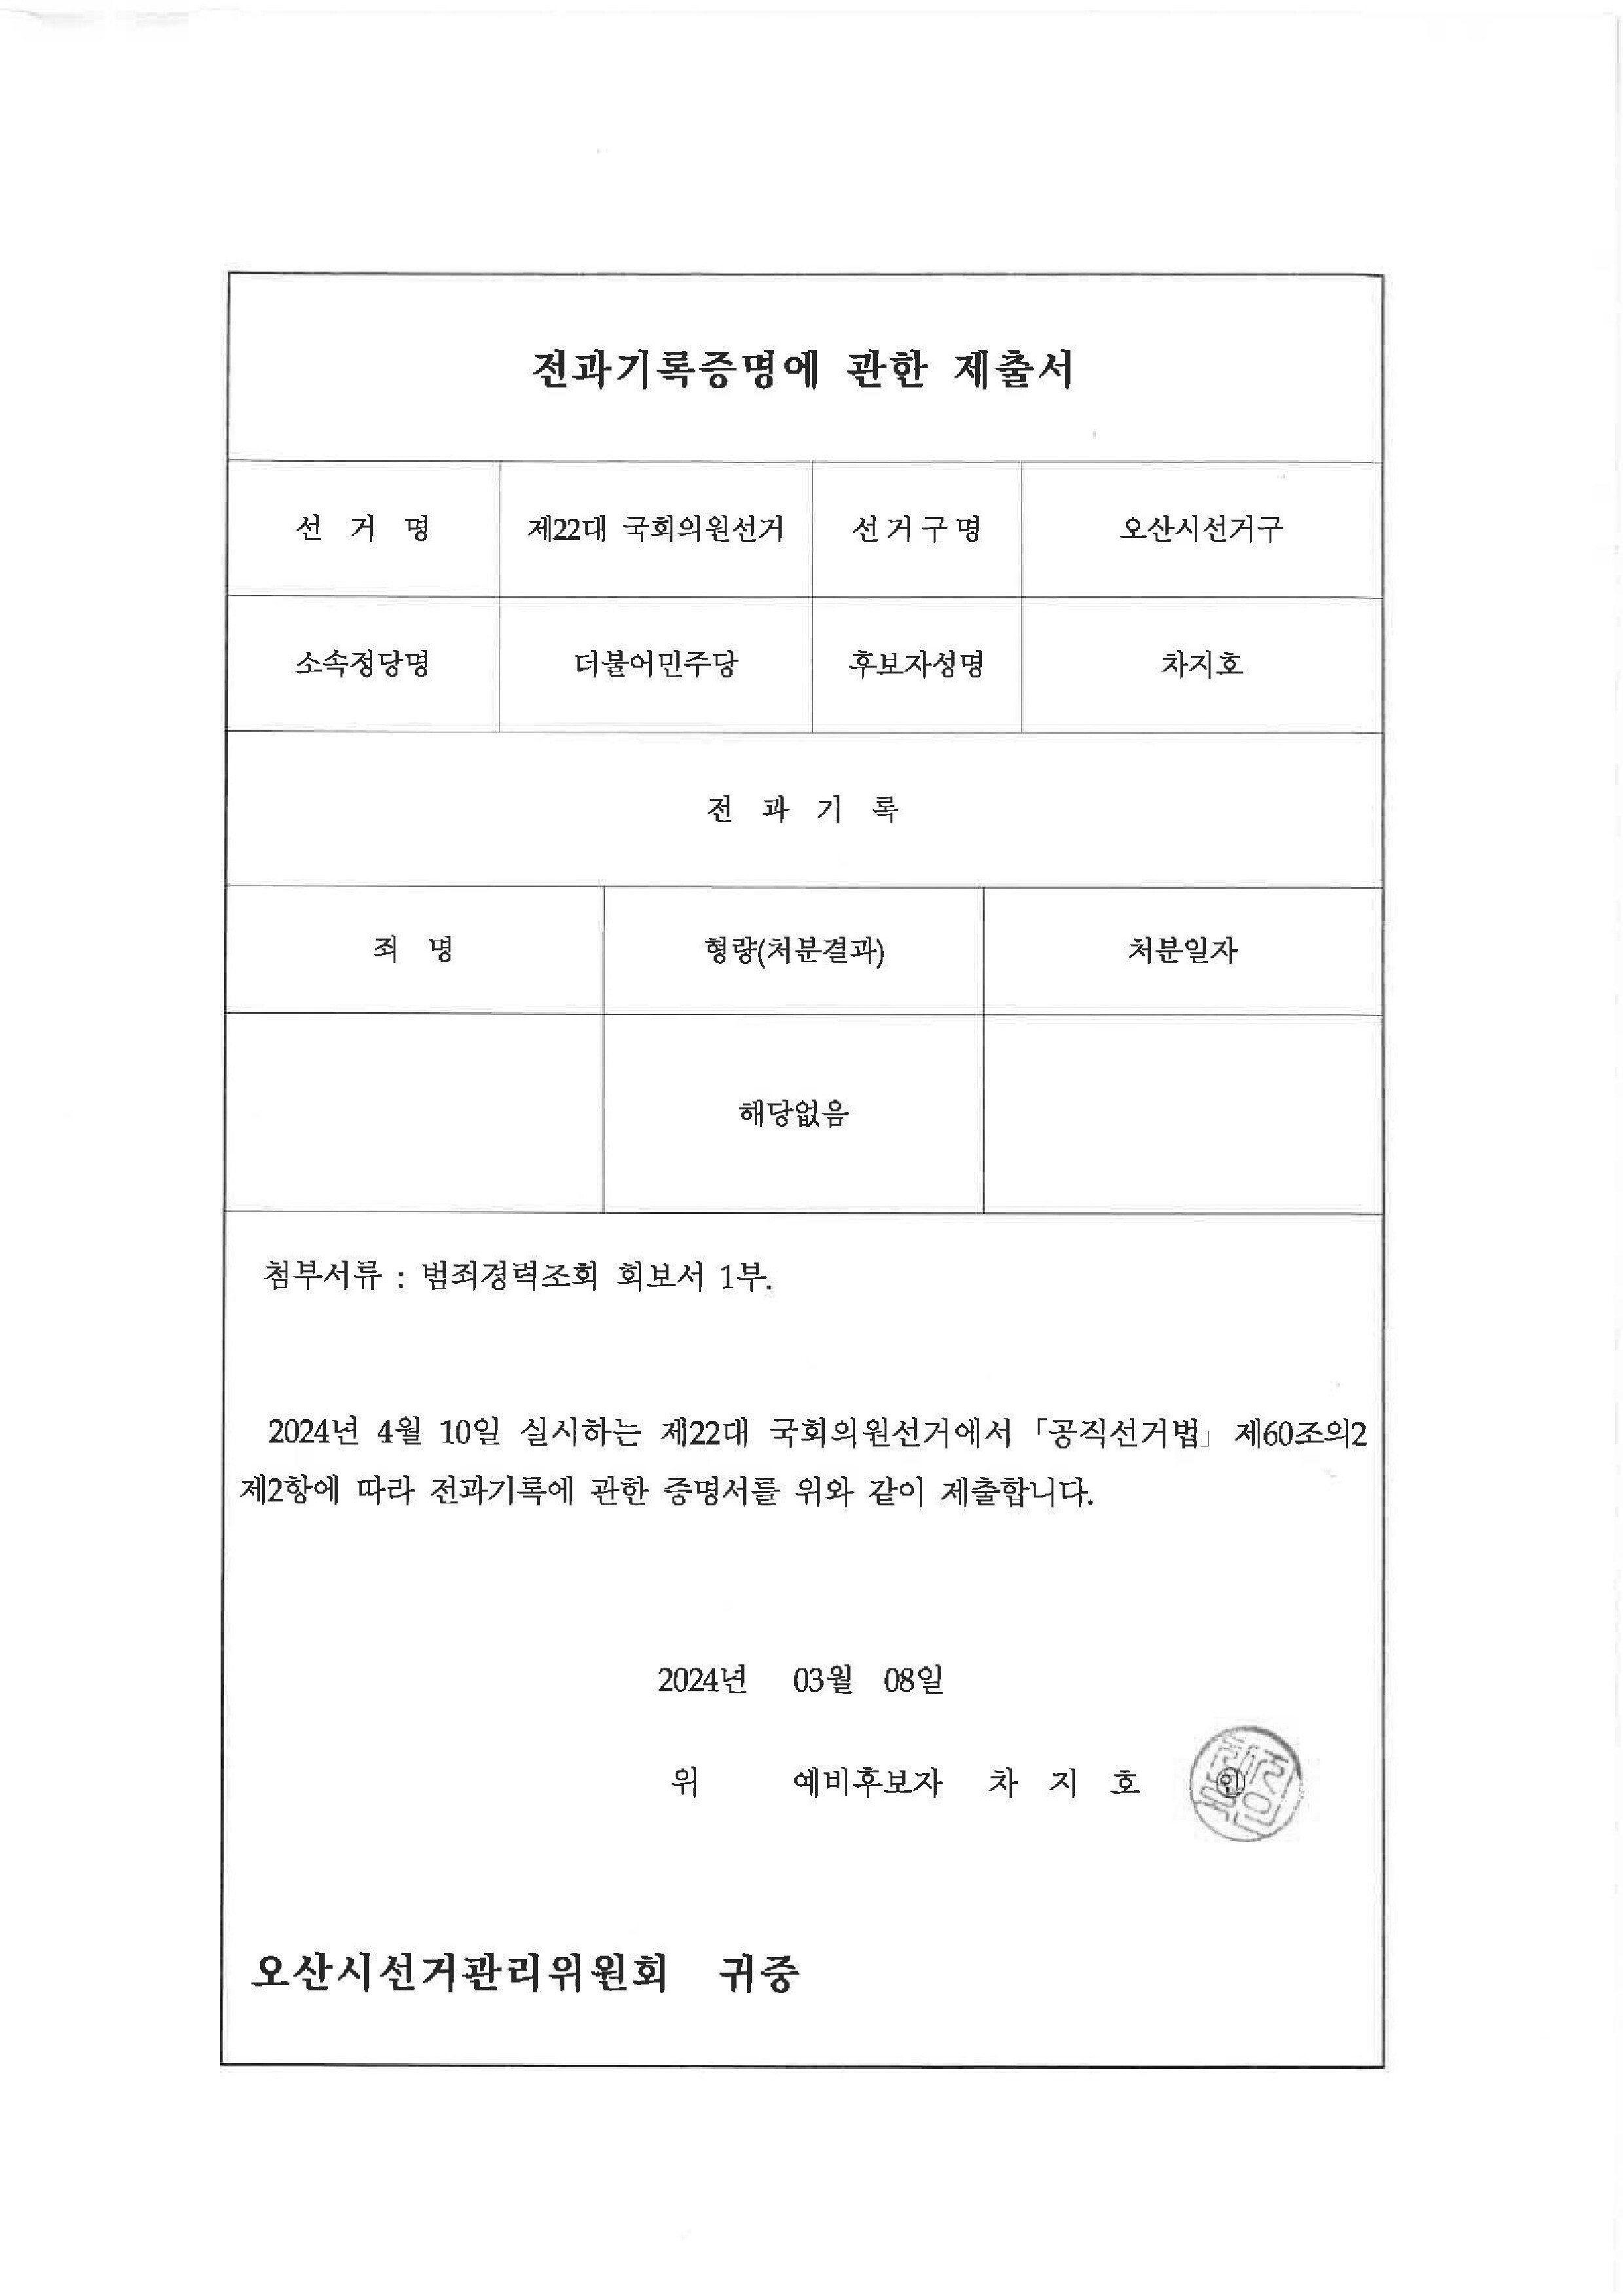 전과기록증명에 관한 제출서
선 거 명 제22대 국회의원선거 선거구명 오산시선거구
소속정당명 더불어민주당 후보자성명 차지호
전 과 기 록
죄 명 형량(처분결과) 처분일자
해당없음
첨부서류 : 범죄경력조회 회보서 1부.
2024년 4월 10일 실시하는 제22대 국회의원선거에서 「공직선거법」 제60조의2
제2항에 따라 전과기록에 관한 증명서를 위와 같이 제출합니다.
2024년 03월 08일
위 예비후보자 차 지 호 인
오산시선거관리위원회 귀중